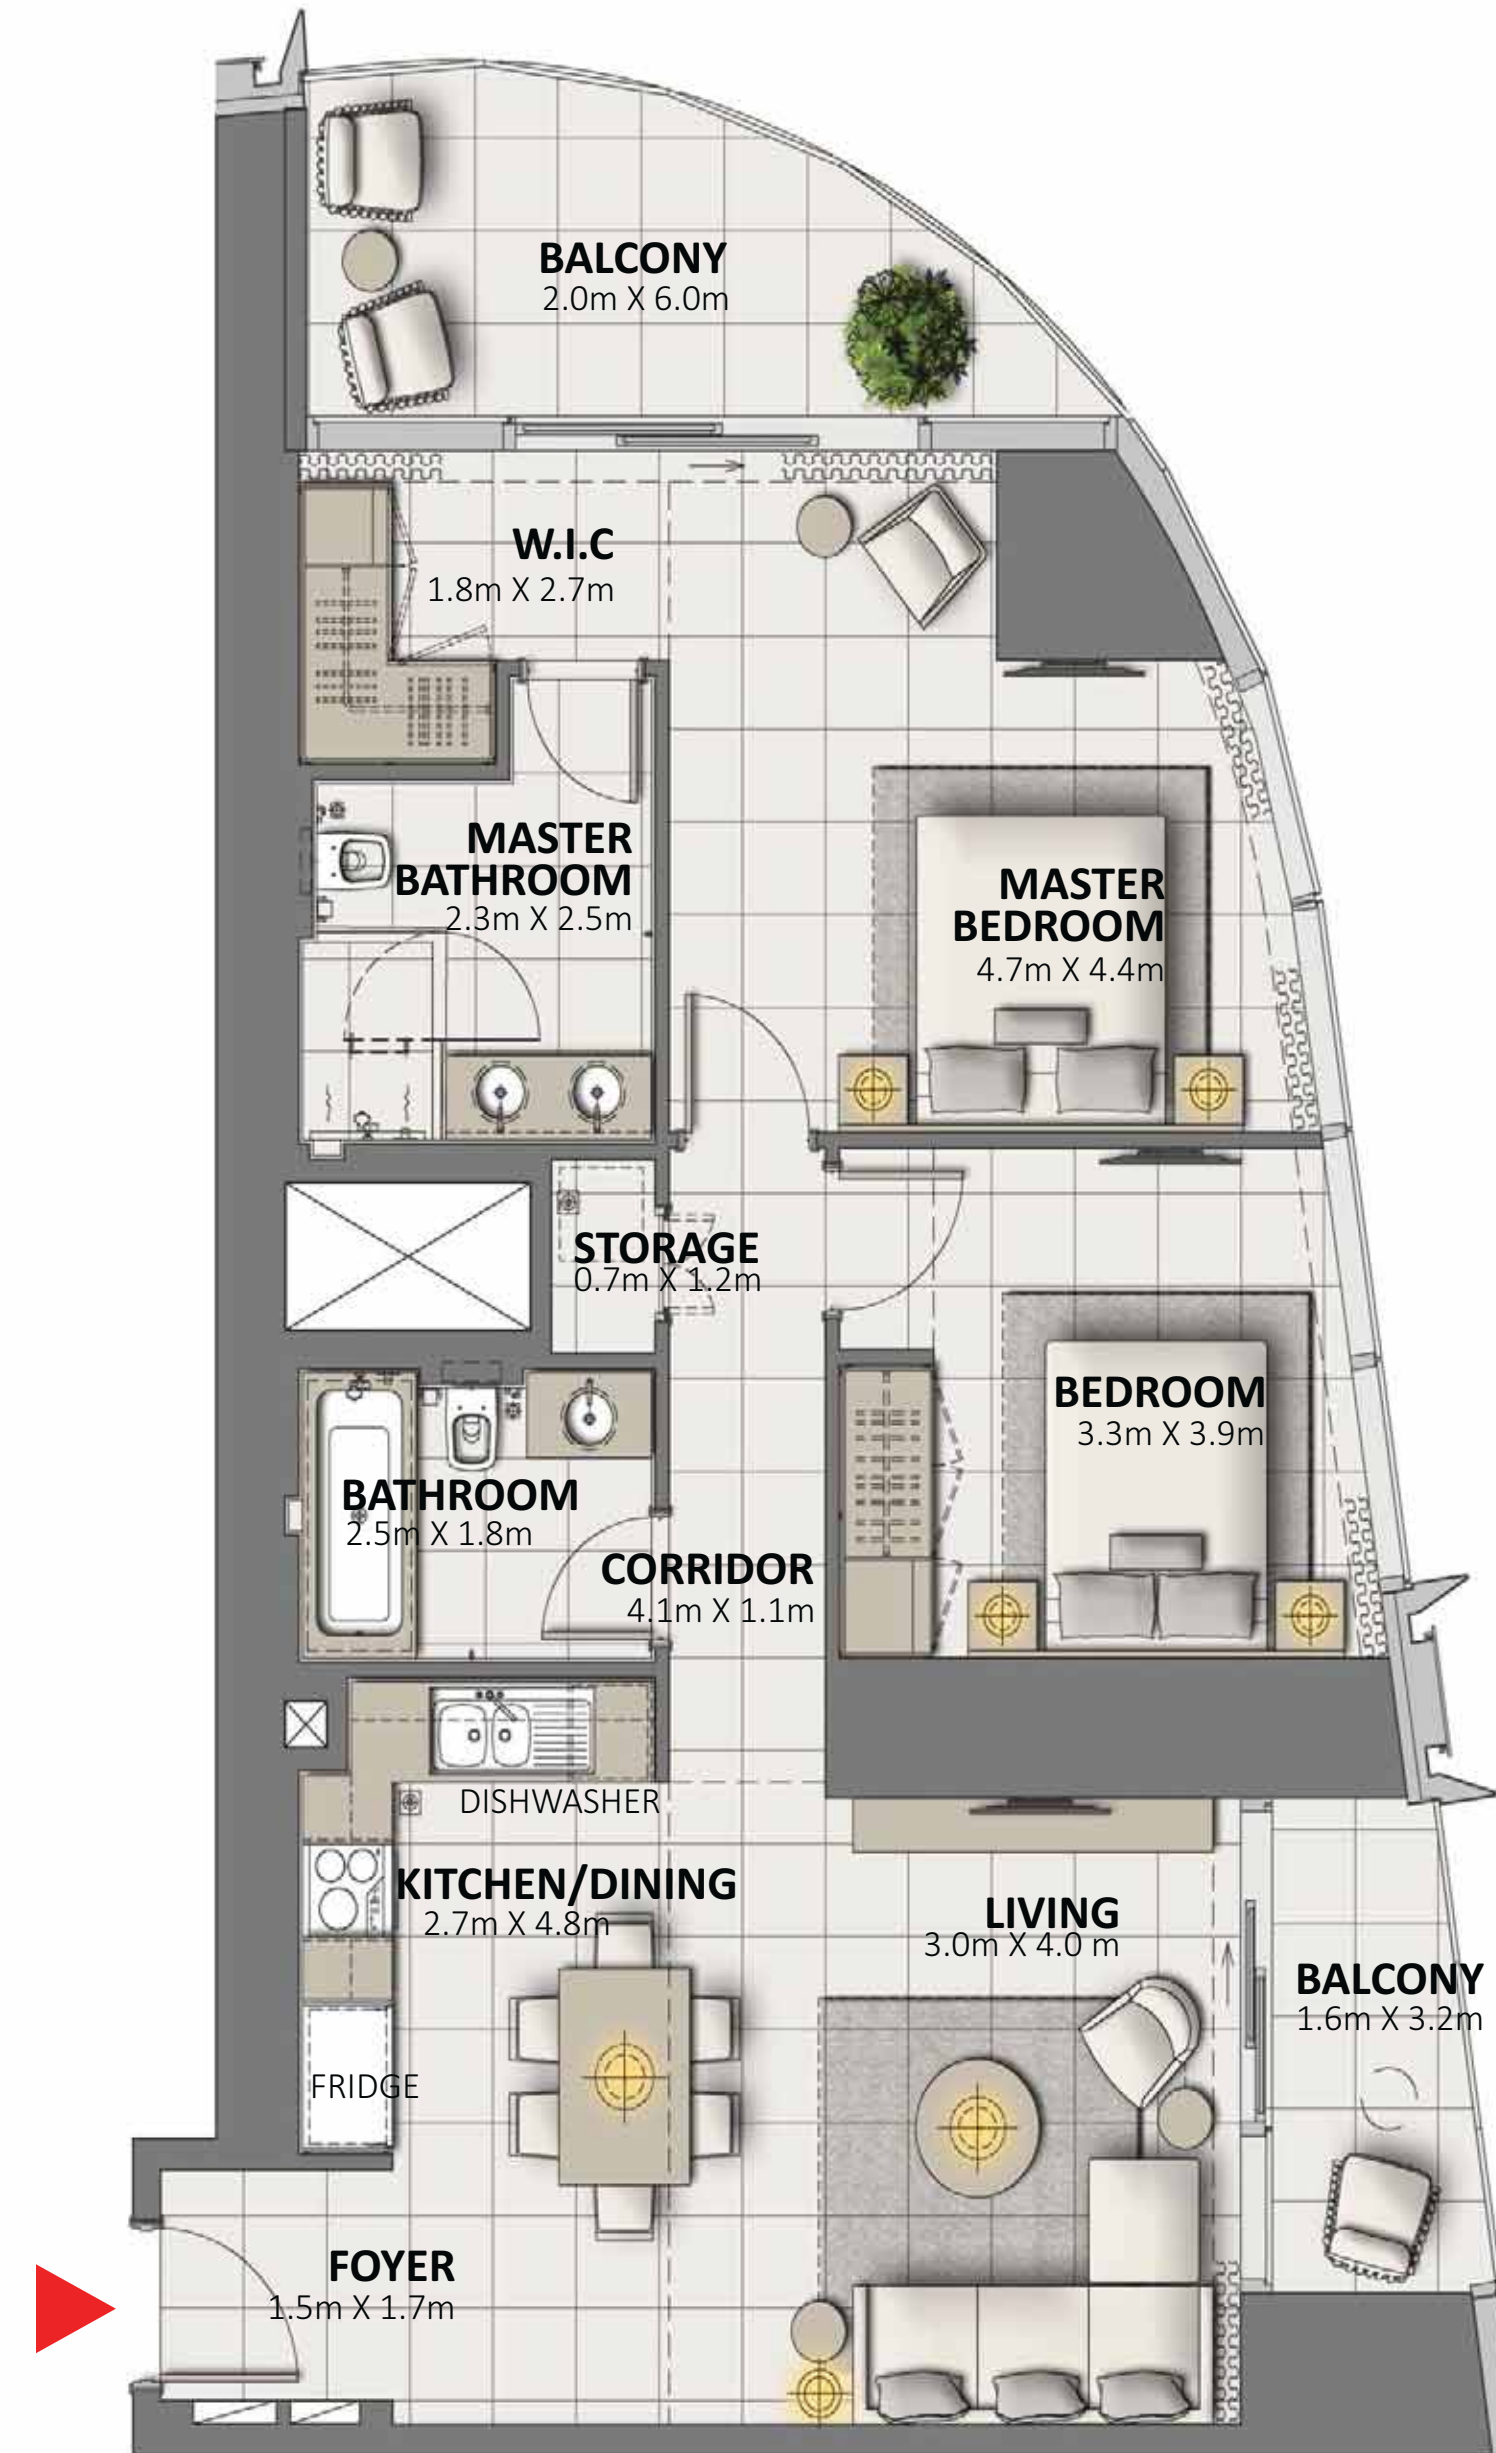 BALCONY
2.0m X 6.0m
W.I.C
1.8m X 2.7m
MASTER
BATHROOM
2.3m X 2.5m
MASTER
BEDROOM
4.7m X 4.4m
STORAGE
0.7m X 1.2m
BEDROOM
3.3m X 3.9m
BATHROOM
2.5m X 1.8m
CORRIDOR
4.1m X 1.1m
DISHWASHER
KITCHEN/DINING
2.7m X 4.8m
LIVING
3.0m X 4.0 m
BALCONY
1.6m X 3.2m
FRIDGE
FOYER
1.5m X 1.7m